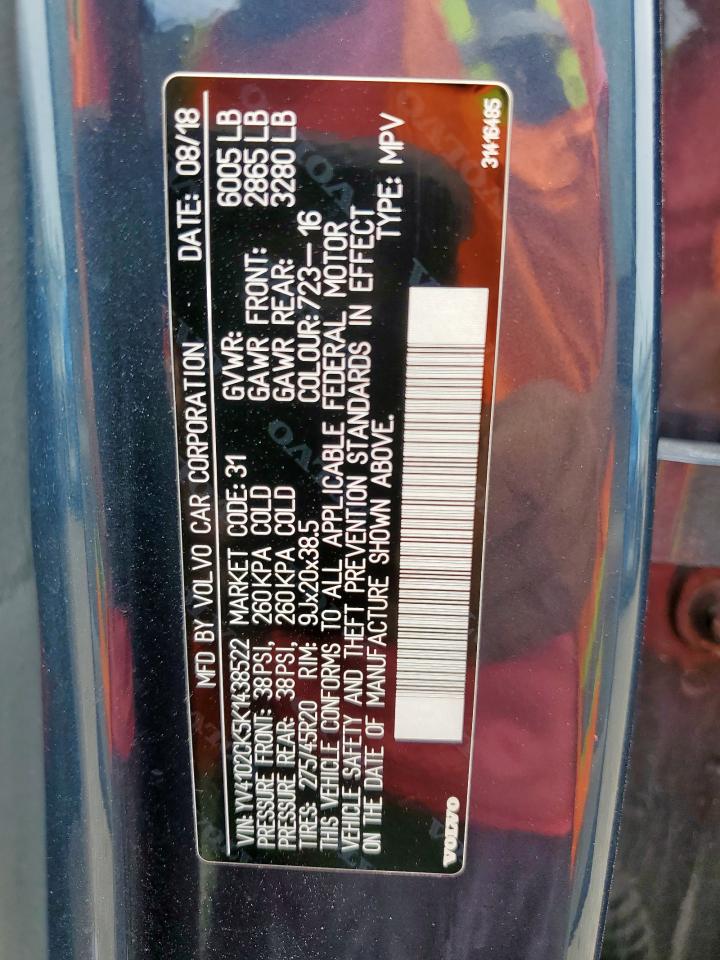 MFD BY VOLVO CAR CORPORATION DATE: 08/18
VIN: YV4102CK5K1438522 MARKET CODE: 31 GVWR: 6005 LB
PRESSURE FRONT: 38PSI, 260KPA COLD GAWR FRONT: 2865 LB
PRESSURE REAR: 38PSI, 260KPA COLD GAWR REAR: 3280 LB
TIRES: 275/45R20 RIM: 9Jx20x38.5 COLOUR: 723-16
THIS VEHICLE CONFORMS TO ALL APPLICABLE FEDERAL MOTOR
VEHICLE SAFETY AND THEFT PREVENTION STANDARDS IN EFFECT
ON THE DATE OF MANUFACTURE SHOWN ABOVE. TYPE: MPV
VOLVO 31416485